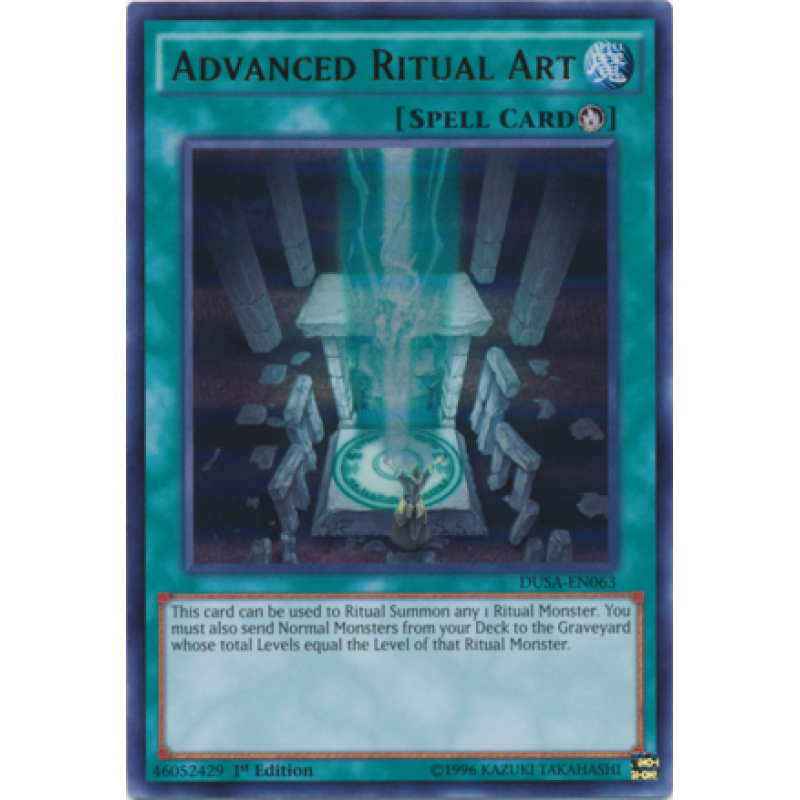 ADVANCED RITUAL ART 魔
[SPELL CARD]
DUSA-EN063
This card can be used to Ritual Summon any 1 Ritual Monster. You
must also send Normal Monsters from your Deck to the Graveyard
whose total Levels equal the Level of that Ritual Monster.
46052429 1st Edition ©1996 KAZUKI TAKAHASHI